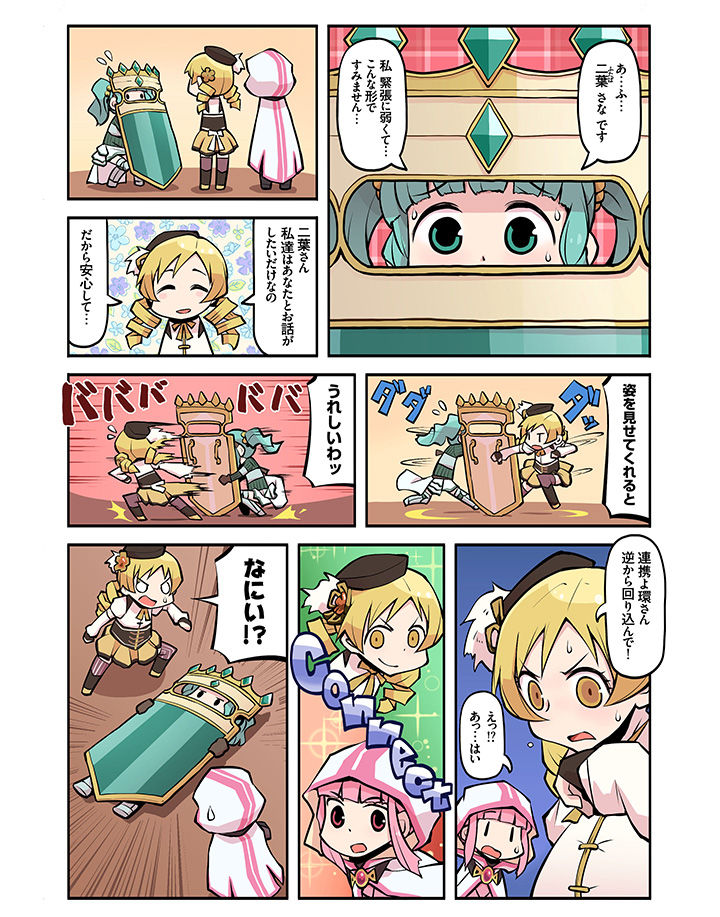 あ…ふ…
二葉 さなです
ふたば
私 緊張に弱くて…
こんな形で
すみません…
二葉さん
私達はあなたとお話が
したいだけなの
だから安心して…
姿を見せてくれると
ダダ
ダッ
うれしいわッ
バババ
ババ
連携よ環さん
逆から回り込んで！
えっ!?
あっ…はい
Connect
なにい!?